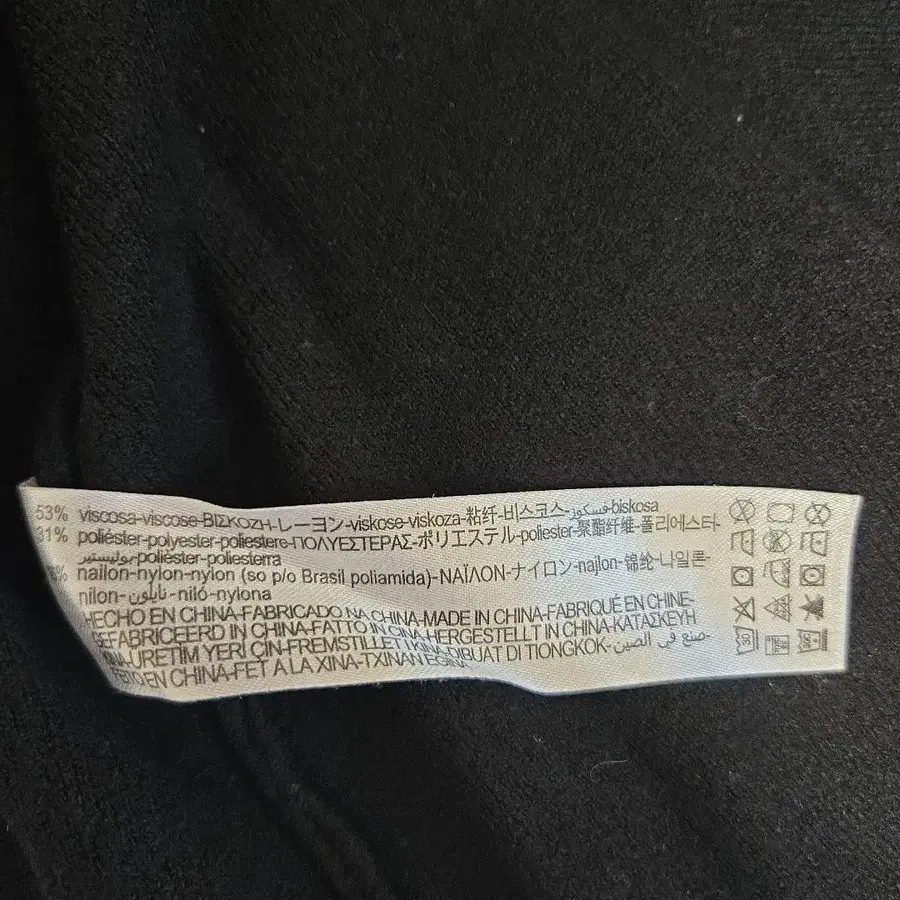 53% viscosa-viscose-ΒΙΣΚΟΖΗ-レーヨン-viskose-viskoza-粘纤-비스코스-فسكوز-biskosa
31% poliéster-polyester-poliestere-ΠΟΛΥΕΣΤΕΡΑΣ-ポリエステル-poliester-聚酯纤维-폴리에스터-
بوليستير-polièster-poliesterra
% nailon-nylon-nylon (so p/o Brasil poliamida)-ΝΑΪΛΟΝ-ナイロン-najlon-锦纶-나일론-
nilon-نايلون-niló-nylona
HECHO EN CHINA-FABRICADO NA CHINA-MADE IN CHINA-FABRIQUÉ EN CHINE-
GEFABRICEERD IN CHINA-FATTO IN CINA-HERGESTELLT IN CHINA-ΚΑΤΑΣΚΕΥΗ
ÜRETİM YERİ ÇİN-FREMSTILLET I KINA-DIBUAT DI TIONGKOK-صنع في الصين-
FEITO EN CHINA-FET A LA XINA-TXINAN EGINA